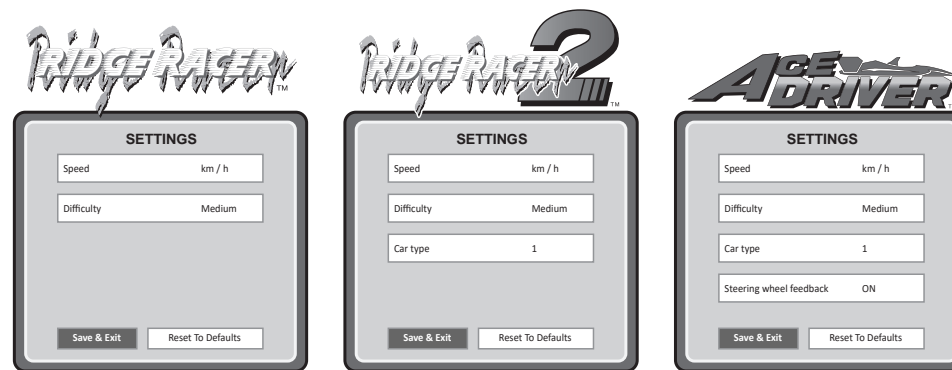 RIDGE RACER TM
SETTINGS
Speed km / h
Difficulty Medium
Save & Exit Reset To Defaults
RIDGE RACER 2 TM
SETTINGS
Speed km / h
Difficulty Medium
Car type 1
Save & Exit Reset To Defaults
ACE
DRIVER TM
SETTINGS
Speed km / h
Difficulty Medium
Car type 1
Steering wheel feedback ON
Save & Exit Reset To Defaults